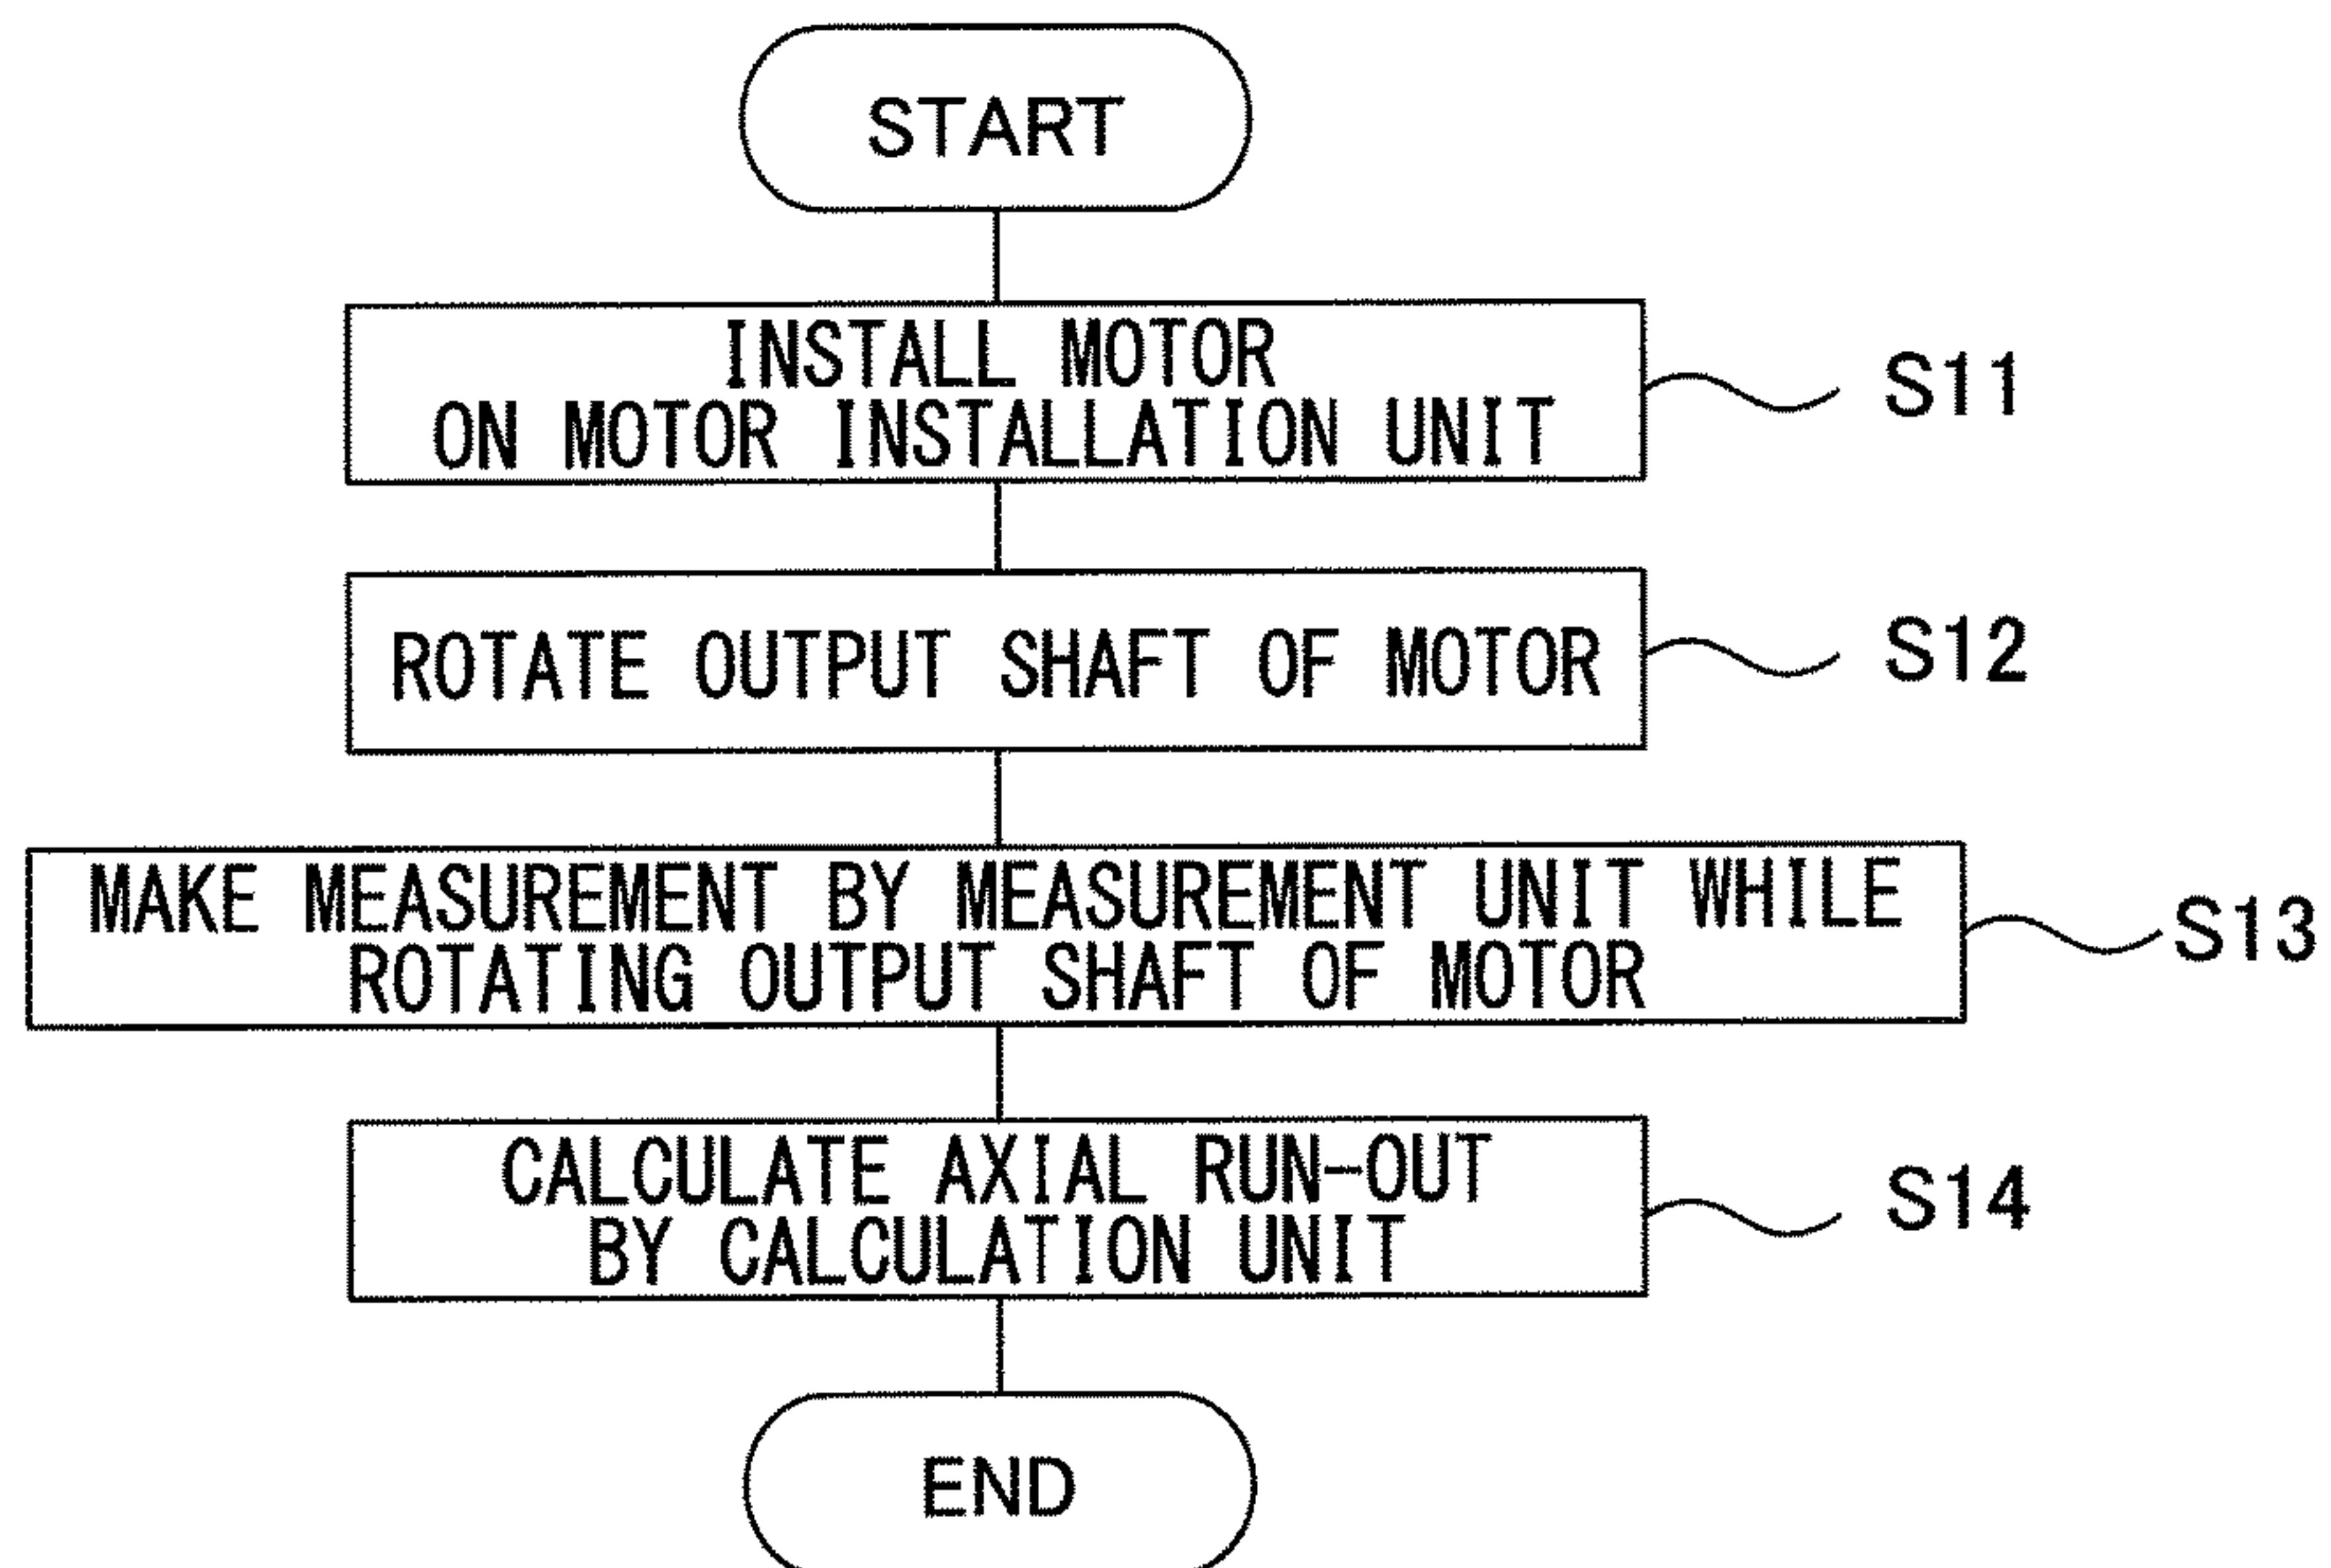 START
INSTALL MOTOR
ON MOTOR INSTALLATION UNIT
S11
ROTATE OUTPUT SHAFT OF MOTOR
S12
MAKE MEASUREMENT BY MEASUREMENT UNIT WHILE
ROTATING OUTPUT SHAFT OF MOTOR
S13
CALCULATE AXIAL RUN-OUT
BY CALCULATION UNIT
S14
END